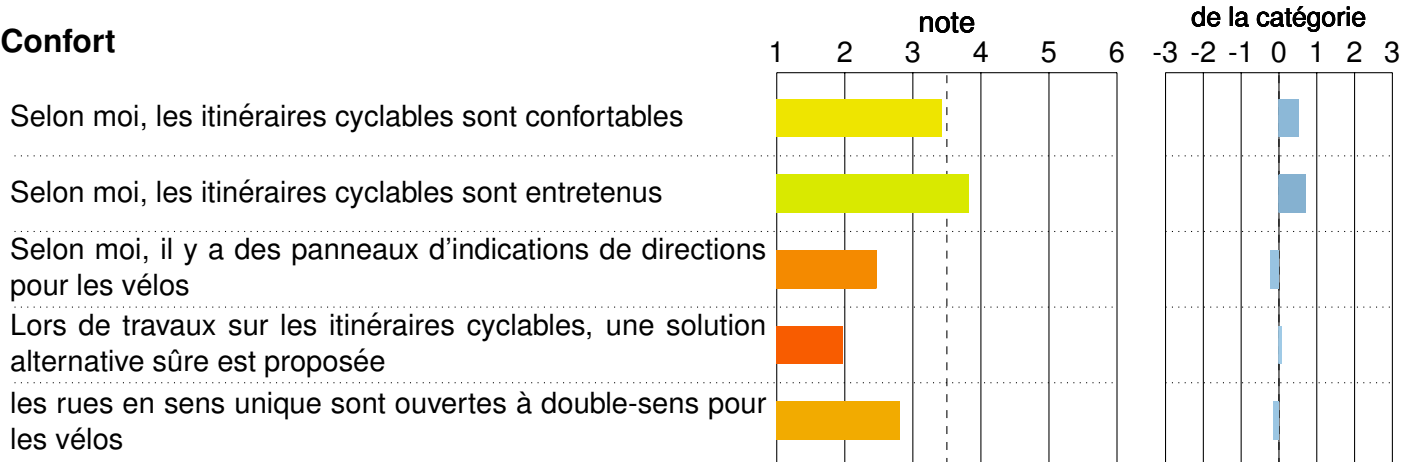 note
de la catégorie
Confort
1 2 3 4 5 6
-3 -2 -1 0 1 2 3
Selon moi, les itinéraires cyclables sont confortables
Selon moi, les itinéraires cyclables sont entretenus
Selon moi, il y a des panneaux d'indications de directions
pour les vélos
Lors de travaux sur les itinéraires cyclables, une solution
alternative sûre est proposée
les rues en sens unique sont ouvertes à double-sens pour
les vélos